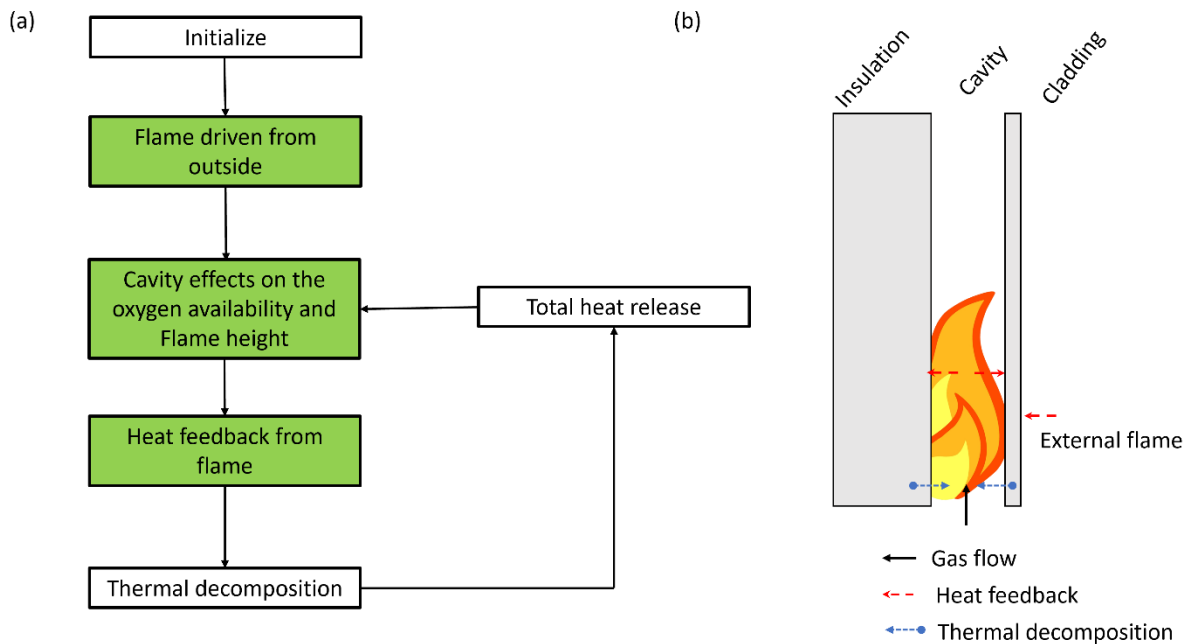 (a)
Initialize
Flame driven from
outside
Cavity effects on the
oxygen availability and
Flame height
Total heat release
Heat feedback from
flame
Thermal decomposition
(b)
Insulation
Cavity
Cladding
External flame
Gas flow
Heat feedback
Thermal decomposition